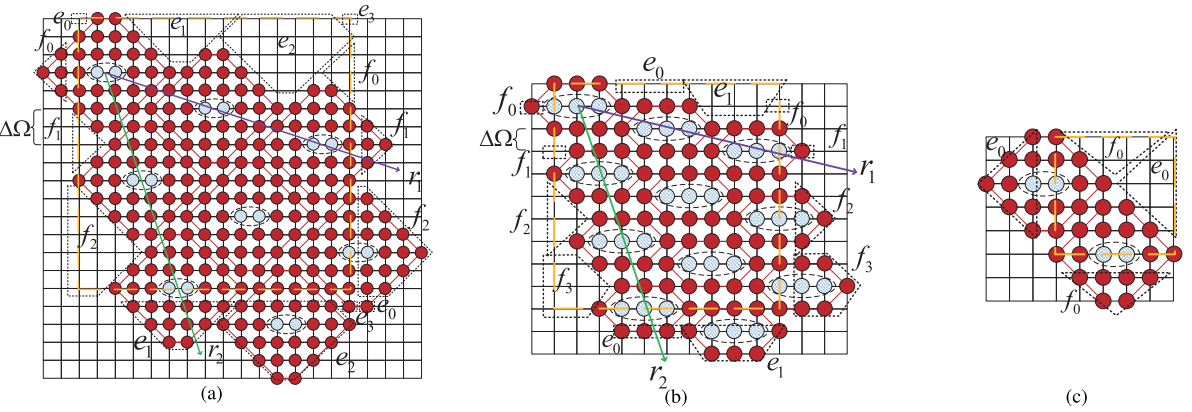 e₀ e₁ e₂ e₃
f₀ f₀
ΔΩ f₁ f₁
r₁
f₂ f₂
e₀
e₃
e₁ r₂ e₂
(a)
e₀
e₁
f₀ f₀
ΔΩ f₁ f₁
r₁
f₂ f₂
f₃ f₃
e₀ e₁
r₂
(b)
e₀ f₀ e₀
f₀
(c)